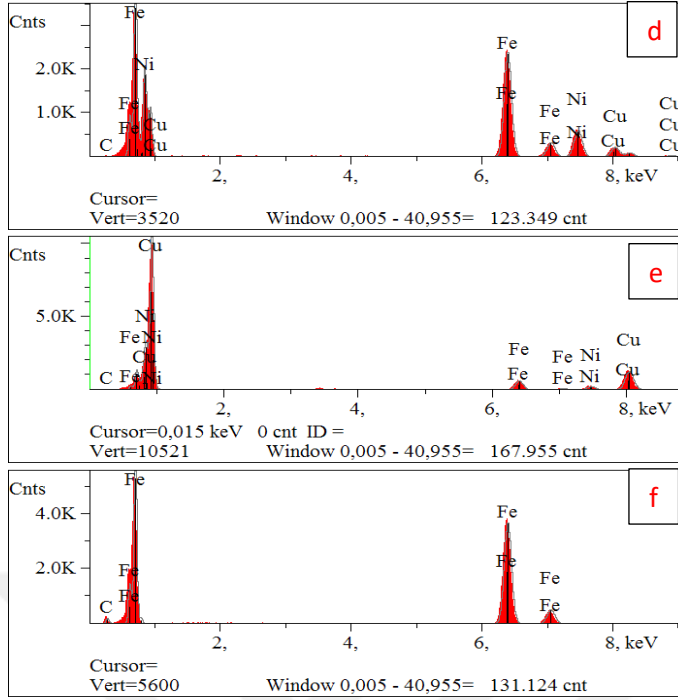 d
Cnts
Fe
Ni
2.0K
1.0K
Fe
Fe
Cu
C
Cu
Fe
Fe
Fe
Fe
Ni
Ni
Cu
Cu
Cu
Cu
Cu
2, 4, 6, 8, keV
Cursor=
Vert=3520 Window 0,005 - 40,955= 123.349 cnt
e
Cnts
Cu
5.0K
Ni
Fe Ni
Cu
C Fe Ni
Fe
Fe
Fe
Fe
Ni
Ni
Cu
Cu
2, 4, 6, 8, keV
Cursor=0,015 keV 0 cnt ID =
Vert=10521 Window 0,005 - 40,955= 167.955 cnt
f
Cnts
Fe
4.0K
2.0K
Fe
Fe
C
Fe
Fe
Fe
Fe
2, 4, 6, 8, keV
Cursor=
Vert=5600 Window 0,005 - 40,955= 131.124 cnt